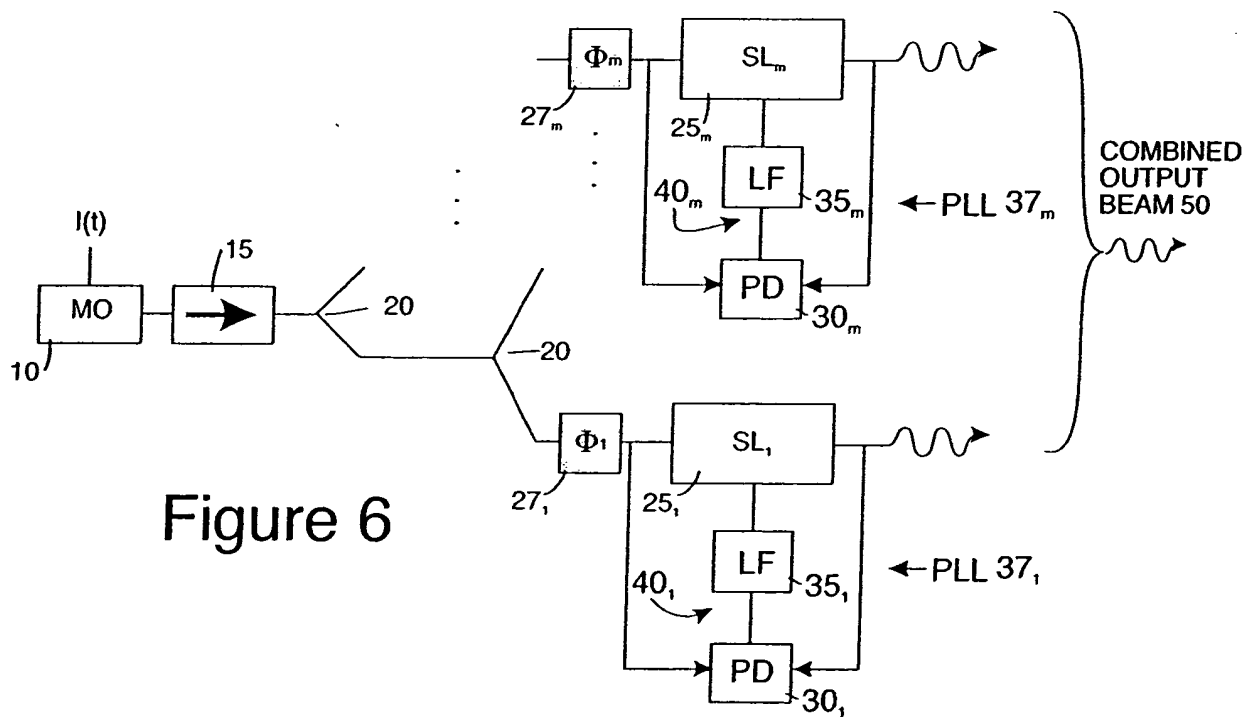 Φₘ
SLₘ
27ₘ
25ₘ
LF
35ₘ
40ₘ
PLL 37ₘ
PD
30ₘ
COMBINED
OUTPUT
BEAM 50
I(t)
15
MO
10
20
20
Φ₁
SL₁
27₁
25₁
LF
35₁
40₁
PLL 37₁
PD
30₁
Figure 6